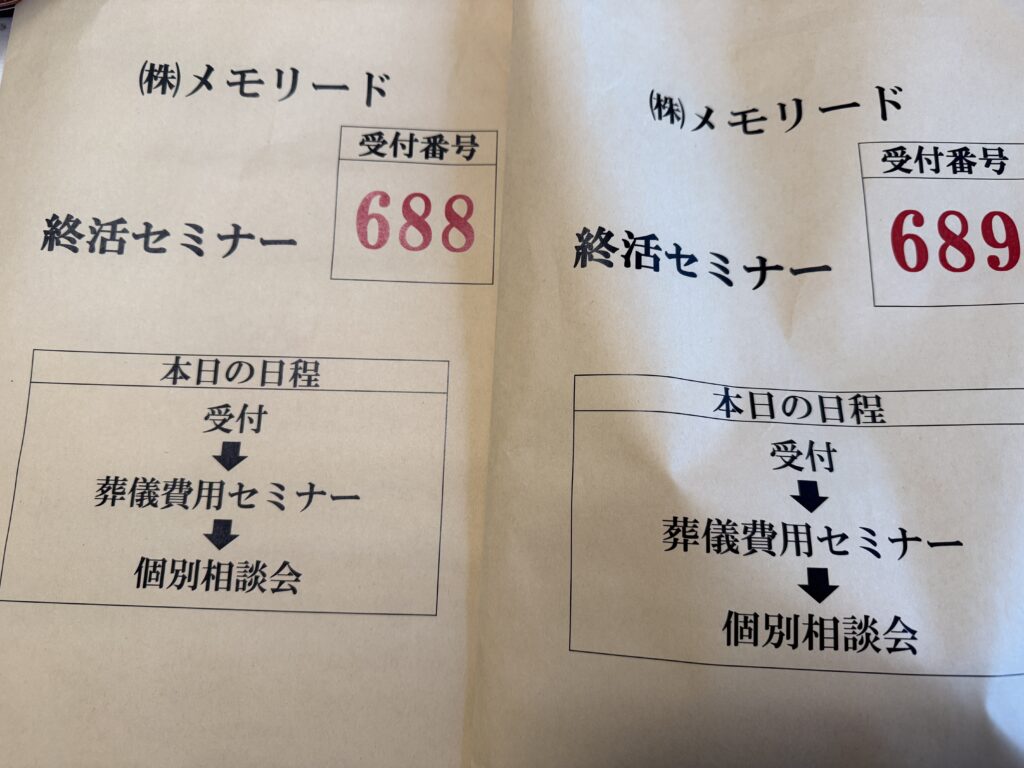 ㈱メモリード
受付番号
688
終活セミナー
本日の日程
受付
葬儀費用セミナー
個別相談会
㈱メモリード
受付番号
689
終活セミナー
本日の日程
受付
葬儀費用セミナー
個別相談会